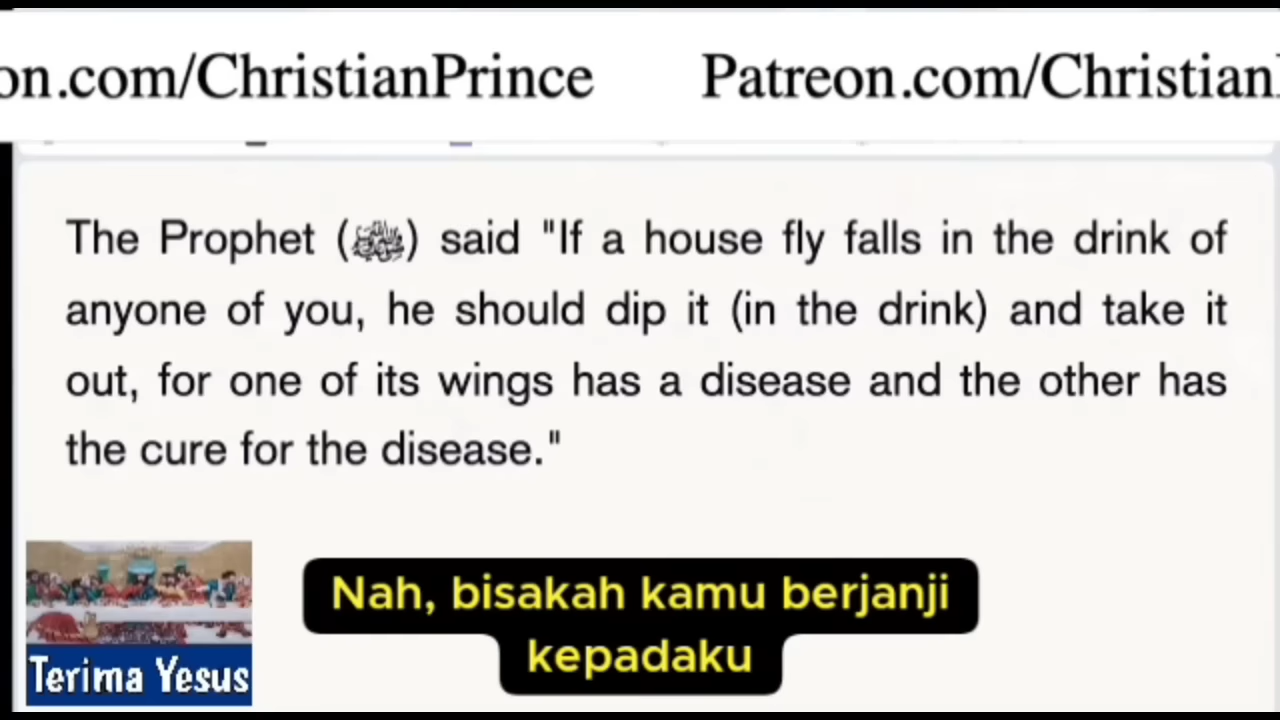 on.com/ChristianPrince Patreon.com/Christian
The Prophet (ﷺ) said "If a house fly falls in the drink of
anyone of you, he should dip it (in the drink) and take it
out, for one of its wings has a disease and the other has
the cure for the disease."
Nah, bisakah kamu berjanji
kepadaku
Terima Yesus